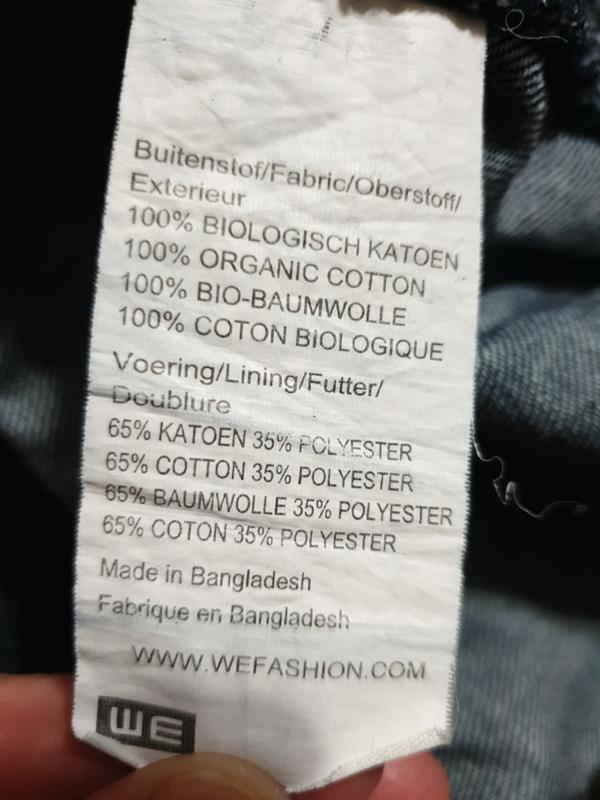 Buitenstof/Fabric/Oberstoff/
Exterieur
100% BIOLOGISCH KATOEN
100% ORGANIC COTTON
100% BIO-BAUMWOLLE
100% COTON BIOLOGIQUE
Voering/Lining/Futter/
Doublure
65% KATOEN 35% POLYESTER
65% COTTON 35% POLYESTER
65% BAUMWOLLE 35% POLYESTER
65% COTON 35% POLYESTER
Made in Bangladesh
Fabrique en Bangladesh
WWW.WEFASHION.COM
WE